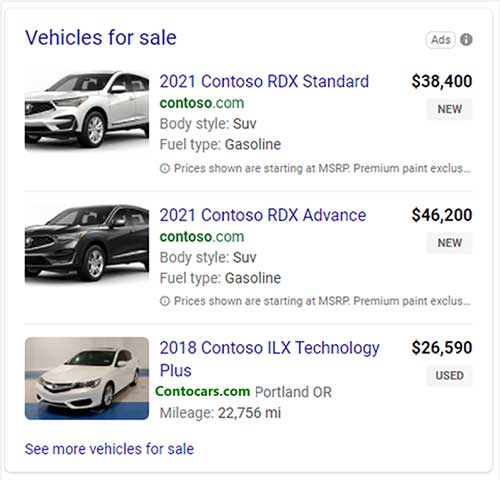 Vehicles for sale
Ads
2021 Contoso RDX Standard
$38,400
contoso.com
NEW
Body style: Suv
Fuel type: Gasoline
Prices shown are starting at MSRP. Premium paint exclus...
2021 Contoso RDX Advance
$46,200
contoso.com
NEW
Body style: Suv
Fuel type: Gasoline
Prices shown are starting at MSRP. Premium paint exclus...
2018 Contoso ILX Technology
Plus
$26,590
USED
Contocars.com Portland OR
Mileage: 22,756 mi
See more vehicles for sale